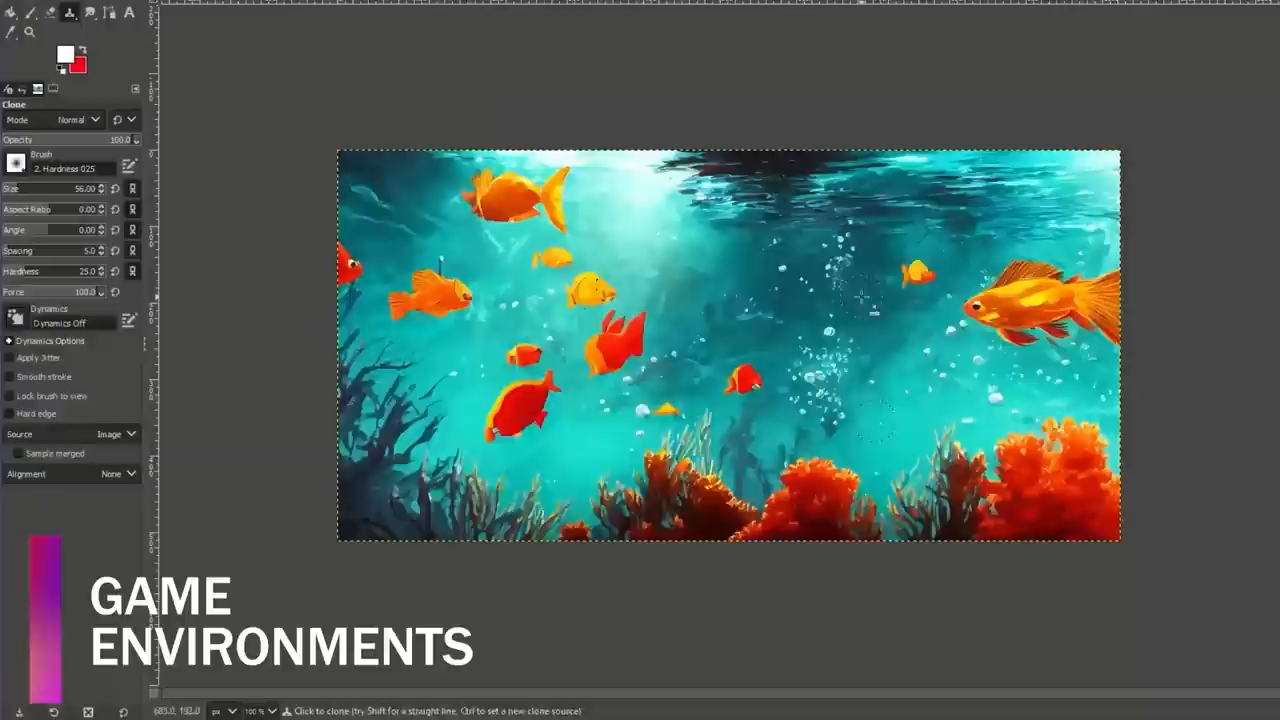 A
Clone
Mode Normal
Opacity 100.0
Brush
2. Hardness 025
Size 56.00
Aspect Ratio 0.00
Angle 0.00
Spacing 5.0
Hardness 25.0
Force 100.0
Dynamics
Dynamics Off
Dynamics Options
Apply Jitter
Smooth stroke
Lock brush to view
Hard edge
Source Image
Sample merged
Alignment None
GAME
ENVIRONMENTS
px 100 % Click to clone (try Shift for a straight line, Ctrl to set a new clone source)